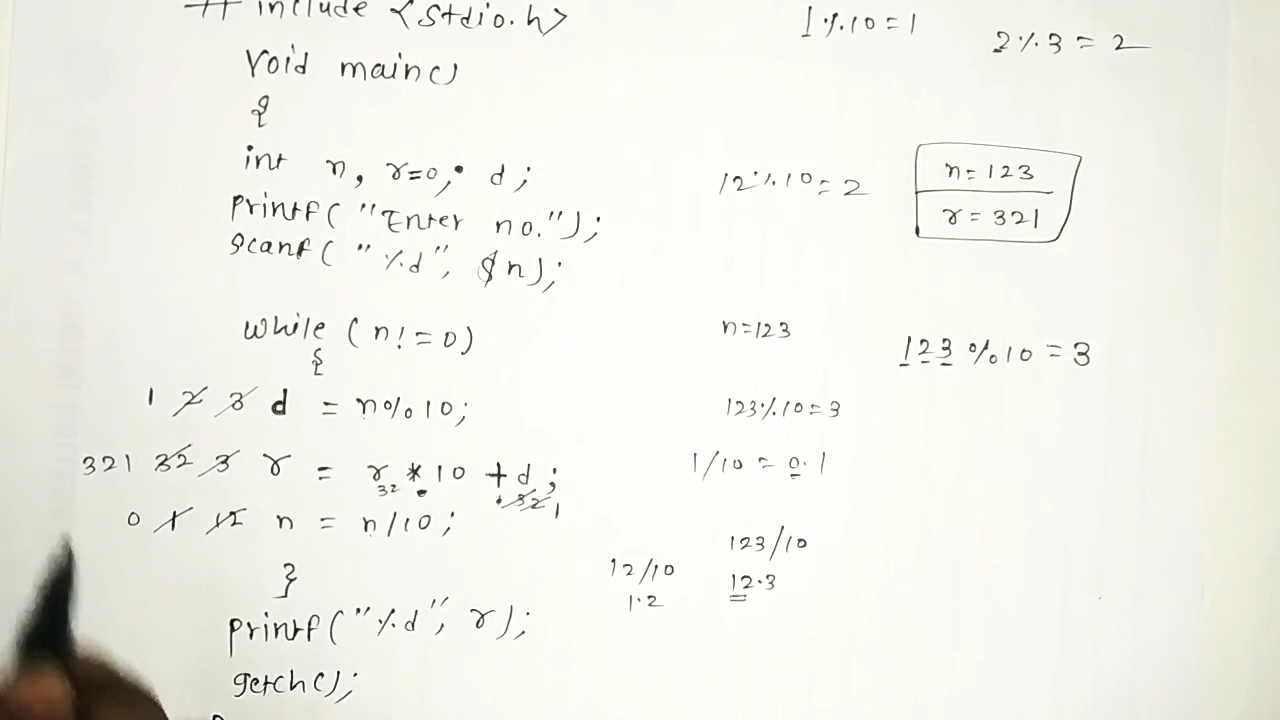 # include <stdio.h>
1%10=1
2%3=2
void main()
{
int n, r=0, d;
12%10=2
n=123
r=321
printf("Enter no.");
scanf("%d", &n);
while (n!=0)
n=123
123%10=3
{
1 2 3 d = n%10;
123%10=3
321 32 3 r = r*10+d;
32
321
1/10=0.1
0 1 12 n = n/10;
123/10
12.3
12/10
1.2
}
printf("%d", r);
getch();